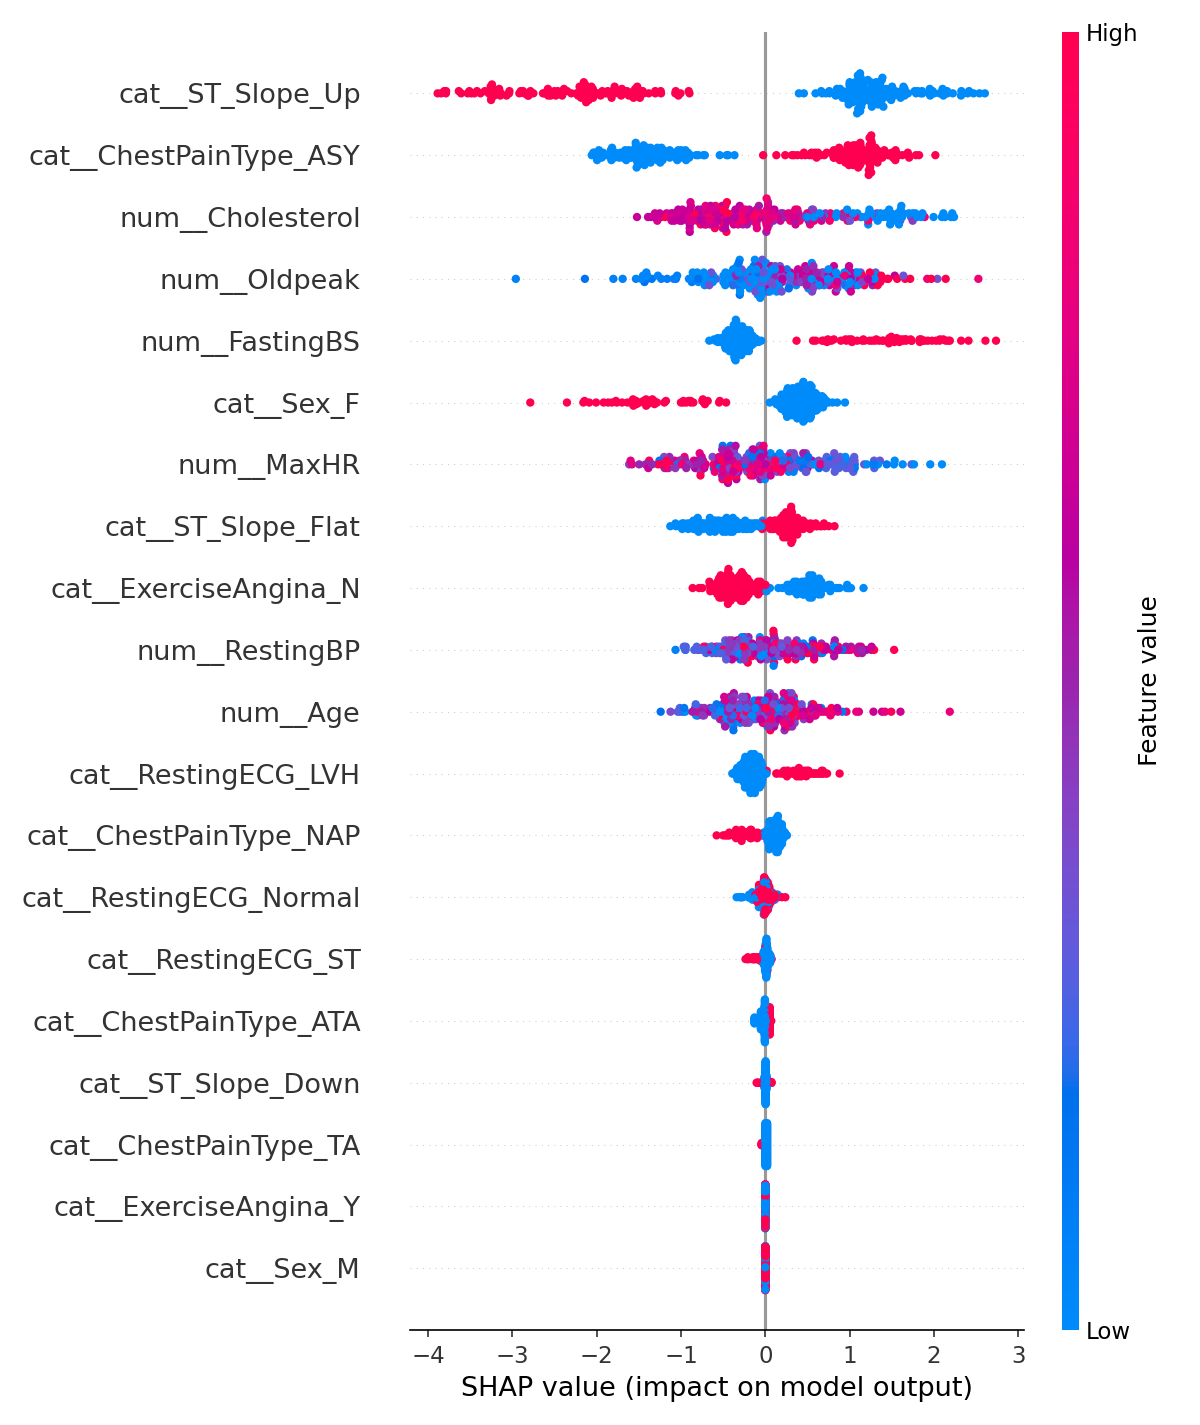 High
cat__ST_Slope_Up
cat__ChestPainType_ASY
num__Cholesterol
num__Oldpeak
num__FastingBS
cat__Sex_F
num__MaxHR
cat__ST_Slope_Flat
cat__ExerciseAngina_N
num__RestingBP
num__Age
cat__RestingECG_LVH
cat__ChestPainType_NAP
cat__RestingECG_Normal
cat__RestingECG_ST
cat__ChestPainType_ATA
cat__ST_Slope_Down
cat__ChestPainType_TA
cat__ExerciseAngina_Y
cat__Sex_M
Feature value
Low
−4 −3 −2 −1 0 1 2 3
SHAP value (impact on model output)